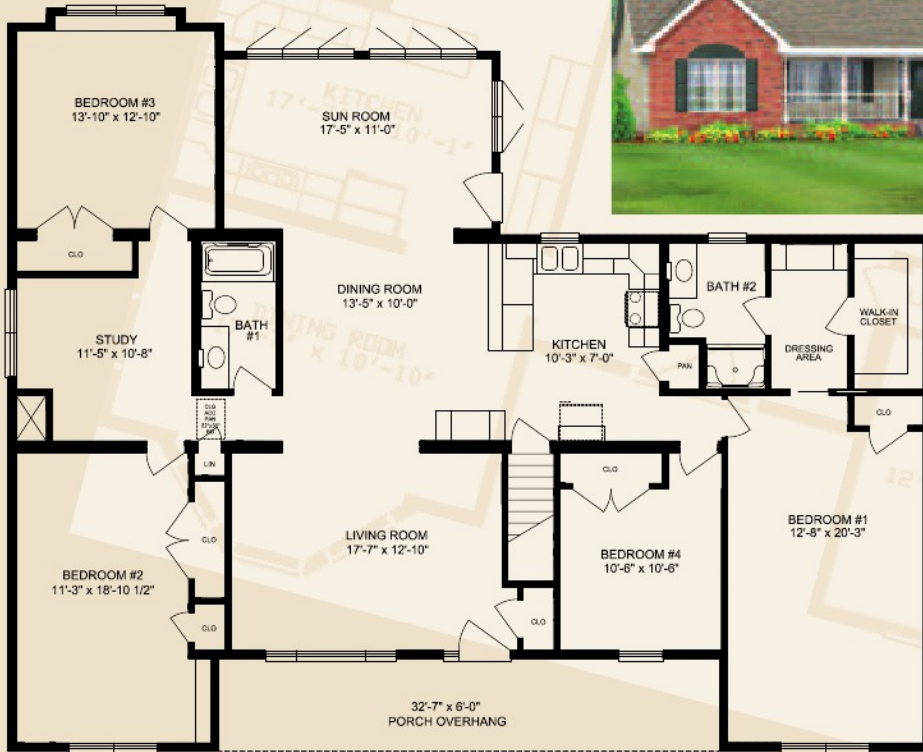 BEDROOM #3
13'-10" x 12'-10"
SUN ROOM
17'-5" x 11'-0"
KITCHEN
CLO
DINING ROOM
13'-5" x 10'-0"
STUDY
11'-5" x 10'-8"
BATH
#1
DINING ROOM
KITCHEN
10'-3" x 7'-0"
PAN
BATH #2
DRESSING
AREA
WALK-IN
CLOSET
CLO
LIN
CLO
CLO
BEDROOM #2
11'-3" x 18'-10 1/2"
LIVING ROOM
17'-7" x 12'-10"
CLO
CLO
BEDROOM #4
10'-6" x 10'-6"
BEDROOM #1
12'-8" x 20'-3"
32'-7" x 6'-0"
PORCH OVERHANG